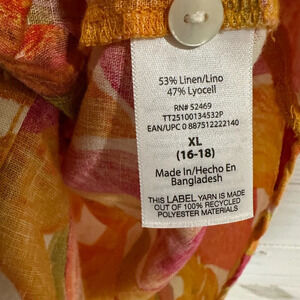 53% Linen/Lino
47% Lyocell
RN# 52469
TT25100134532P
EAN/UPC 0 887512222140
XL
(16-18)
Made In/Hecho En
Bangladesh
THIS LABEL YARN IS MADE
OUT OF 100% RECYCLED
POLYESTER MATERIALS